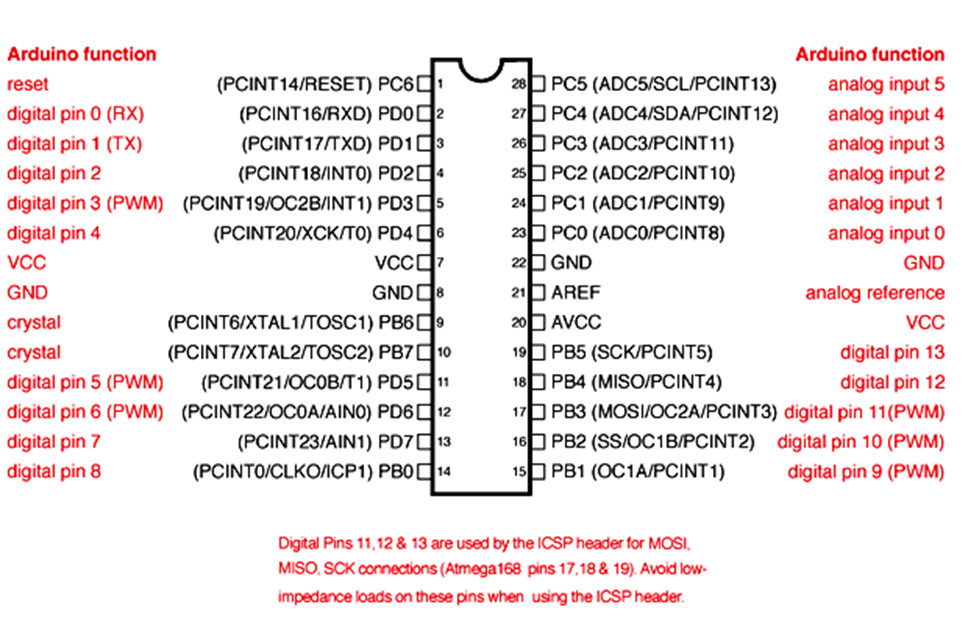 Arduino function Arduino function
reset (PCINT14/RESET) PC6 1 28 PC5 (ADC5/SCL/PCINT13) analog input 5
digital pin 0 (RX) (PCINT16/RXD) PD0 2 27 PC4 (ADC4/SDA/PCINT12) analog input 4
digital pin 1 (TX) (PCINT17/TXD) PD1 3 26 PC3 (ADC3/PCINT11) analog input 3
digital pin 2 (PCINT18/INT0) PD2 4 25 PC2 (ADC2/PCINT10) analog input 2
digital pin 3 (PWM) (PCINT19/OC2B/INT1) PD3 5 24 PC1 (ADC1/PCINT9) analog input 1
digital pin 4 (PCINT20/XCK/T0) PD4 6 23 PC0 (ADC0/PCINT8) analog input 0
VCC VCC 7 22 GND GND
GND GND 8 21 AREF analog reference
crystal (PCINT6/XTAL1/TOSC1) PB6 9 20 AVCC VCC
crystal (PCINT7/XTAL2/TOSC2) PB7 10 19 PB5 (SCK/PCINT5) digital pin 13
digital pin 5 (PWM) (PCINT21/OC0B/T1) PD5 11 18 PB4 (MISO/PCINT4) digital pin 12
digital pin 6 (PWM) (PCINT22/OC0A/AIN0) PD6 12 17 PB3 (MOSI/OC2A/PCINT3) digital pin 11(PWM)
digital pin 7 (PCINT23/AIN1) PD7 13 16 PB2 (SS/OC1B/PCINT2) digital pin 10 (PWM)
digital pin 8 (PCINT0/CLKO/ICP1) PB0 14 15 PB1 (OC1A/PCINT1) digital pin 9 (PWM)
Digital Pins 11,12 & 13 are used by the ICSP header for MOSI,
MISO, SCK connections (Atmega168 pins 17,18 & 19). Avoid low-
impedance loads on these pins when using the ICSP header.